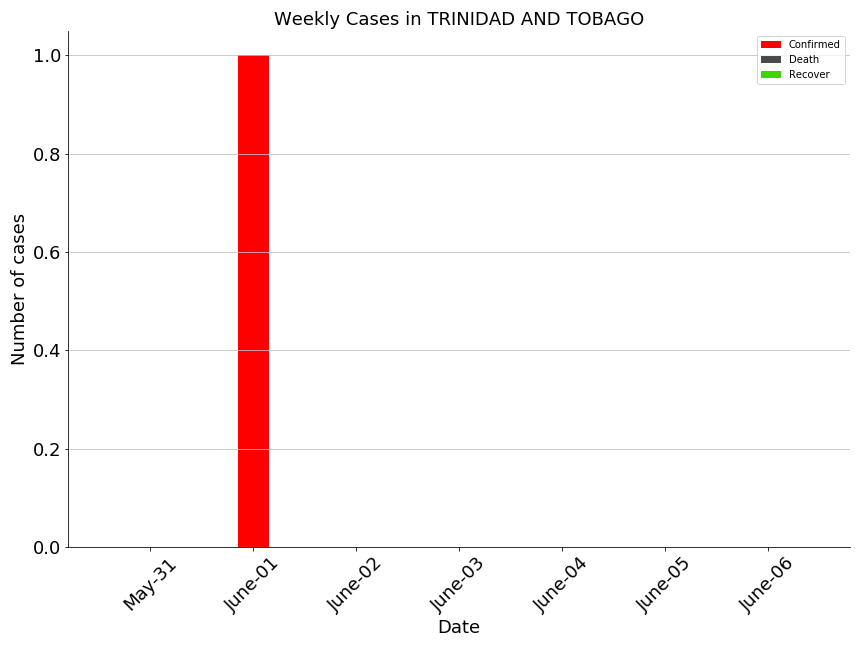 Weekly Cases in TRINIDAD AND TOBAGO
Confirmed
Death
Recover
Number of cases
1.0
0.8
0.6
0.4
0.2
0.0
May-31
June-01
June-02
June-03
June-04
June-05
June-06
Date